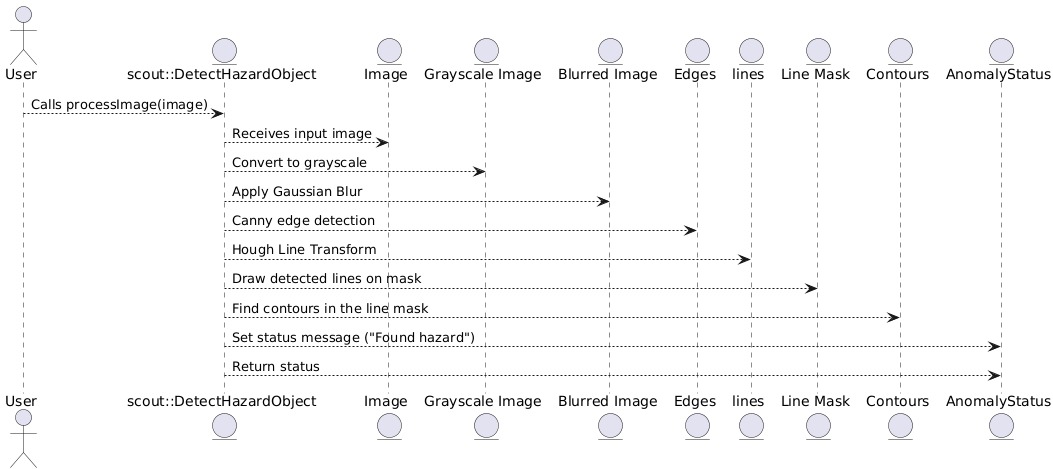 User
scout::DetectHazardObject
Image
Grayscale Image
Blurred Image
Edges
lines
Line Mask
Contours
AnomalyStatus
Calls processImage(image)
Receives input image
Convert to grayscale
Apply Gaussian Blur
Canny edge detection
Hough Line Transform
Draw detected lines on mask
Find contours in the line mask
Set status message ("Found hazard")
Return status
User
scout::DetectHazardObject
Image
Grayscale Image
Blurred Image
Edges
lines
Line Mask
Contours
AnomalyStatus